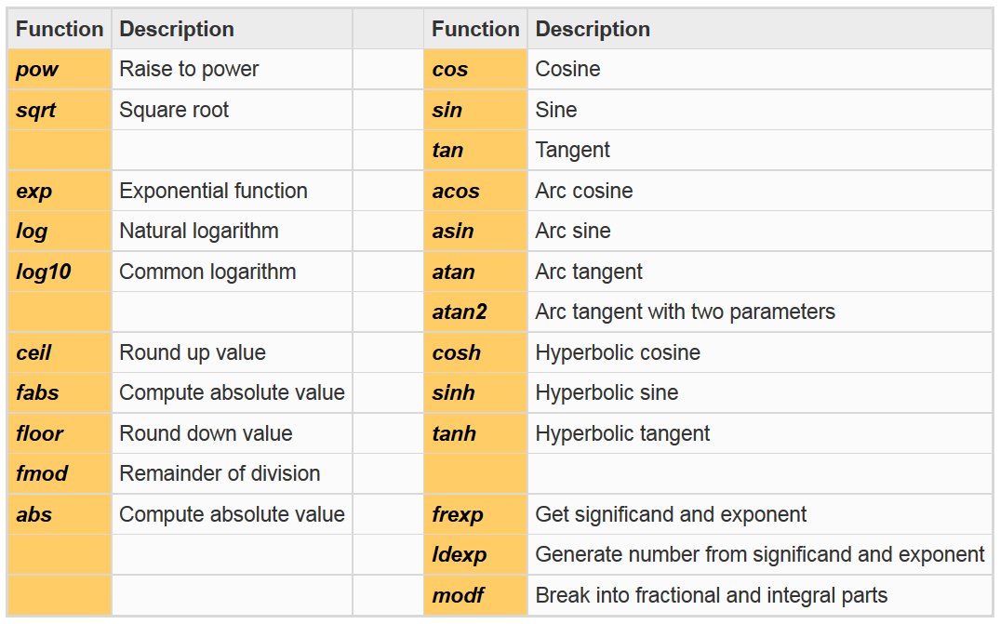 Function Description Function Description
pow Raise to power cos Cosine
sqrt Square root sin Sine
tan Tangent
exp Exponential function acos Arc cosine
log Natural logarithm asin Arc sine
log10 Common logarithm atan Arc tangent
atan2 Arc tangent with two parameters
ceil Round up value cosh Hyperbolic cosine
fabs Compute absolute value sinh Hyperbolic sine
floor Round down value tanh Hyperbolic tangent
fmod Remainder of division
abs Compute absolute value frexp Get significand and exponent
ldexp Generate number from significand and exponent
modf Break into fractional and integral parts